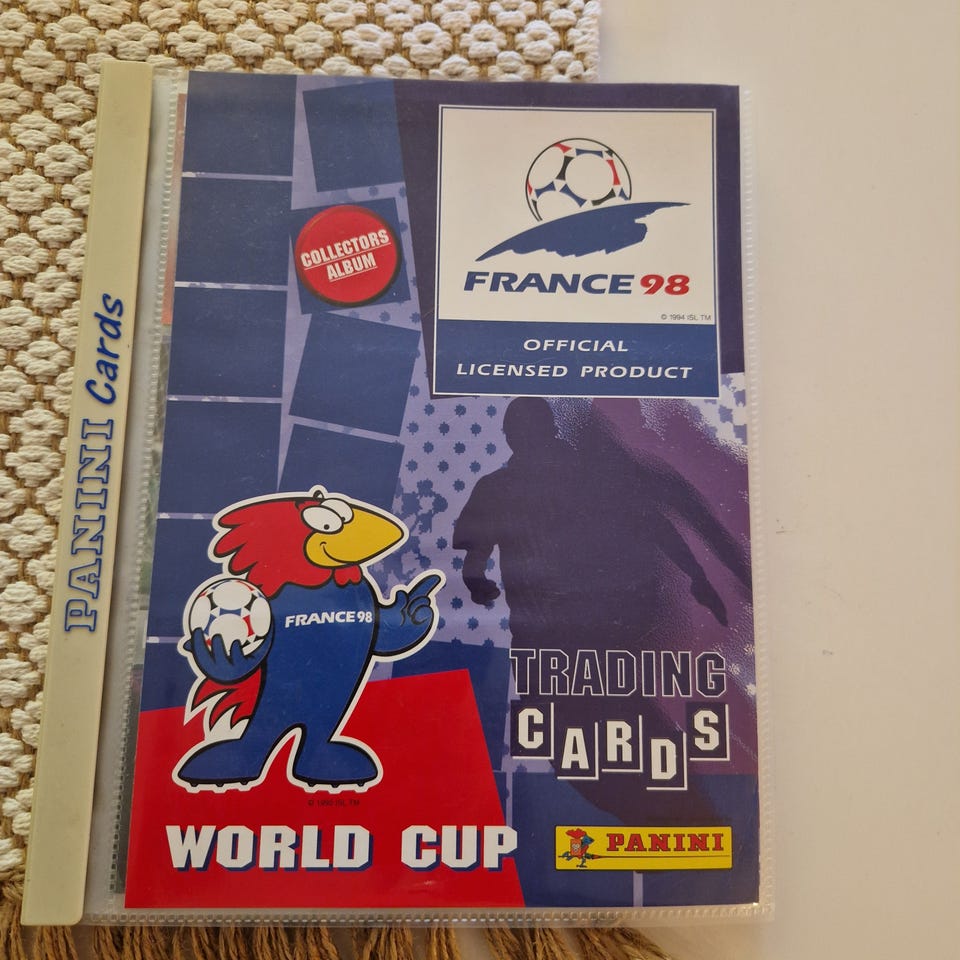 PANINI Cards
COLLECTORS
ALBUM
FRANCE 98
© 1994 ISL TM
OFFICIAL
LICENSED PRODUCT
FRANCE 98
TRADING
CARDS
WORLD CUP
PANINI